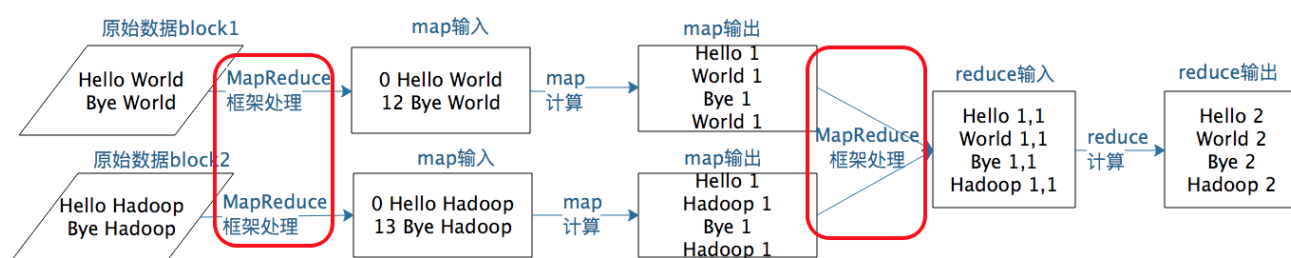 原始数据block1
Hello World
Bye World
MapReduce
框架处理
map输入
0 Hello World
12 Bye World
map
计算
map输出
Hello 1
World 1
Bye 1
World 1
原始数据block2
Hello Hadoop
Bye Hadoop
MapReduce
框架处理
map输入
0 Hello Hadoop
13 Bye Hadoop
map
计算
map输出
Hello 1
Hadoop 1
Bye 1
Hadoop 1
MapReduce
框架处理
reduce输入
Hello 1,1
World 1,1
Bye 1,1
Hadoop 1,1
reduce
计算
reduce输出
Hello 2
World 2
Bye 2
Hadoop 2